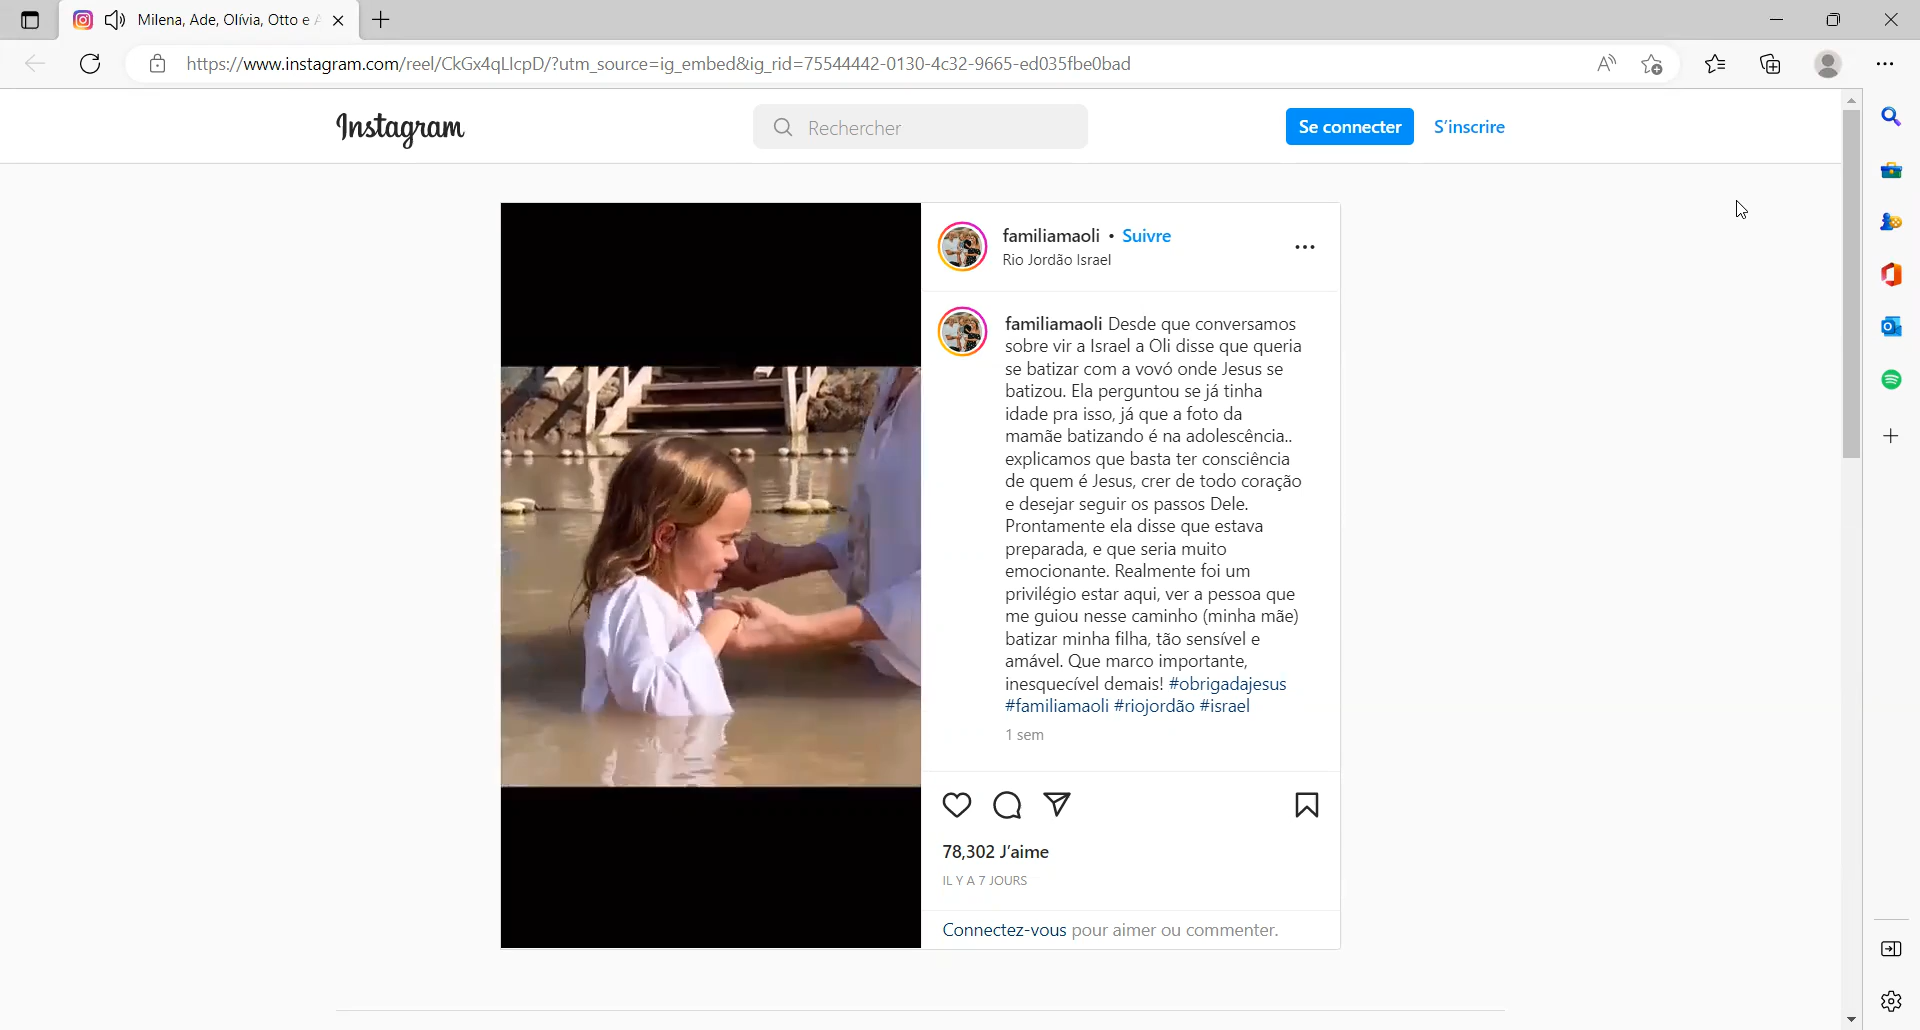 Milena, Ade, Olívia, Otto e
https://www.instagram.com/reel/CkGx4qLlcpD/?utm_source=ig_embed&ig_rid=75544442-0130-4c32-9665-ed035fbe0bad
Instagram
Rechercher
Se connecter
S'inscrire
familiamaoli • Suivre
Rio Jordão Israel
familiamaoli Desde que conversamos
sobre vir a Israel a Oli disse que queria
se batizar com a vovó onde Jesus se
batizou. Ela perguntou se já tinha
idade pra isso, já que a foto da
mamãe batizando é na adolescência..
explicamos que basta ter consciência
de quem é Jesus, crer de todo coração
e desejar seguir os passos Dele.
Prontamente ela disse que estava
preparada, e que seria muito
emocionante. Realmente foi um
privilégio estar aqui, ver a pessoa que
me guiou nesse caminho (minha mãe)
batizar minha filha, tão sensível e
amável. Que marco importante,
inesquecível demais! #obrigadajesus
#familiamaoli #riojordão #israel
1 sem
78,302 J'aime
IL Y A 7 JOURS
Connectez-vous pour aimer ou commenter.